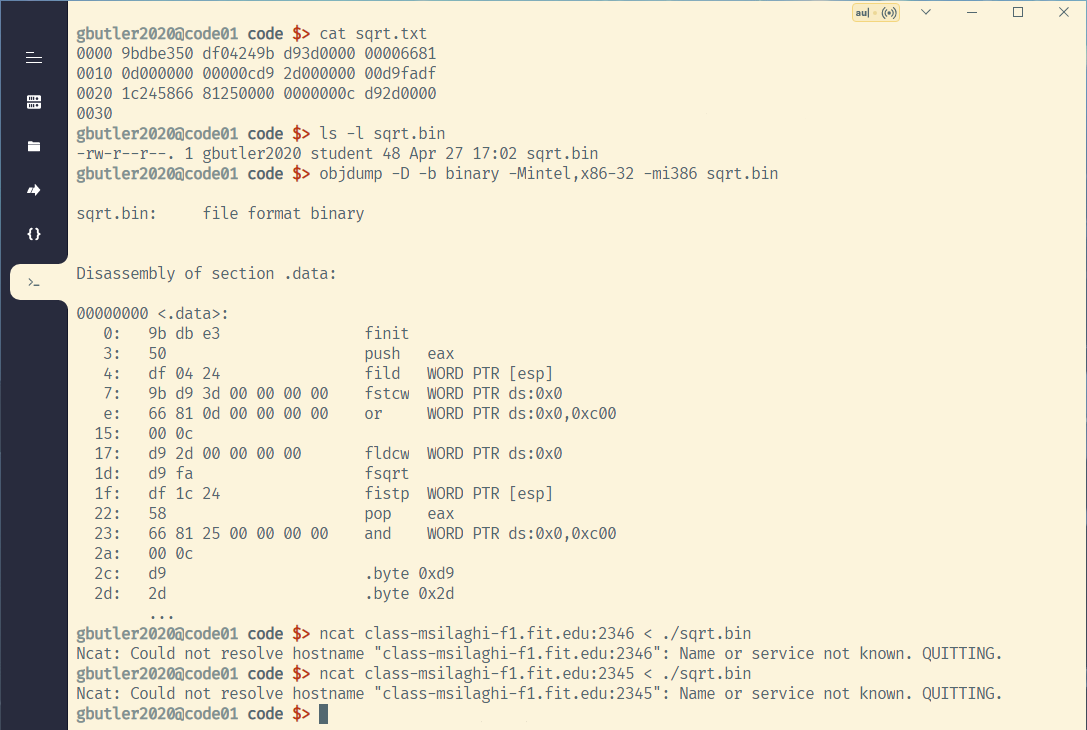 au|
gbutler2020@code01 code $> cat sqrt.txt
0000 9bdbe350 df04249b d93d0000 00006681
0010 0d000000 00000cd9 2d000000 00d9fadf
0020 1c245866 81250000 0000000c d92d0000
0030
gbutler2020@code01 code $> ls -l sqrt.bin
-rw-r--r--. 1 gbutler2020 student 48 Apr 27 17:02 sqrt.bin
gbutler2020@code01 code $> objdump -D -b binary -Mintel,x86-32 -mi386 sqrt.bin
sqrt.bin:     file format binary
Disassembly of section .data:
00000000 <.data>:
   0:   9b db e3                finit
   3:   50                      push   eax
   4:   df 04 24                fild   WORD PTR [esp]
   7:   9b d9 3d 00 00 00 00    fstcw  WORD PTR ds:0x0
   e:   66 81 0d 00 00 00 00    or     WORD PTR ds:0x0,0xc00
  15:   00 0c
  17:   d9 2d 00 00 00 00       fldcw  WORD PTR ds:0x0
  1d:   d9 fa                   fsqrt
  1f:   df 1c 24                fistp  WORD PTR [esp]
  22:   58                      pop    eax
  23:   66 81 25 00 00 00 00    and    WORD PTR ds:0x0,0xc00
  2a:   00 0c
  2c:   d9                      .byte 0xd9
  2d:   2d                      .byte 0x2d
        ...
gbutler2020@code01 code $> ncat class-msilaghi-f1.fit.edu:2346 < ./sqrt.bin
Ncat: Could not resolve hostname "class-msilaghi-f1.fit.edu:2346": Name or service not known. QUITTING.
gbutler2020@code01 code $> ncat class-msilaghi-f1.fit.edu:2345 < ./sqrt.bin
Ncat: Could not resolve hostname "class-msilaghi-f1.fit.edu:2345": Name or service not known. QUITTING.
gbutler2020@code01 code $>